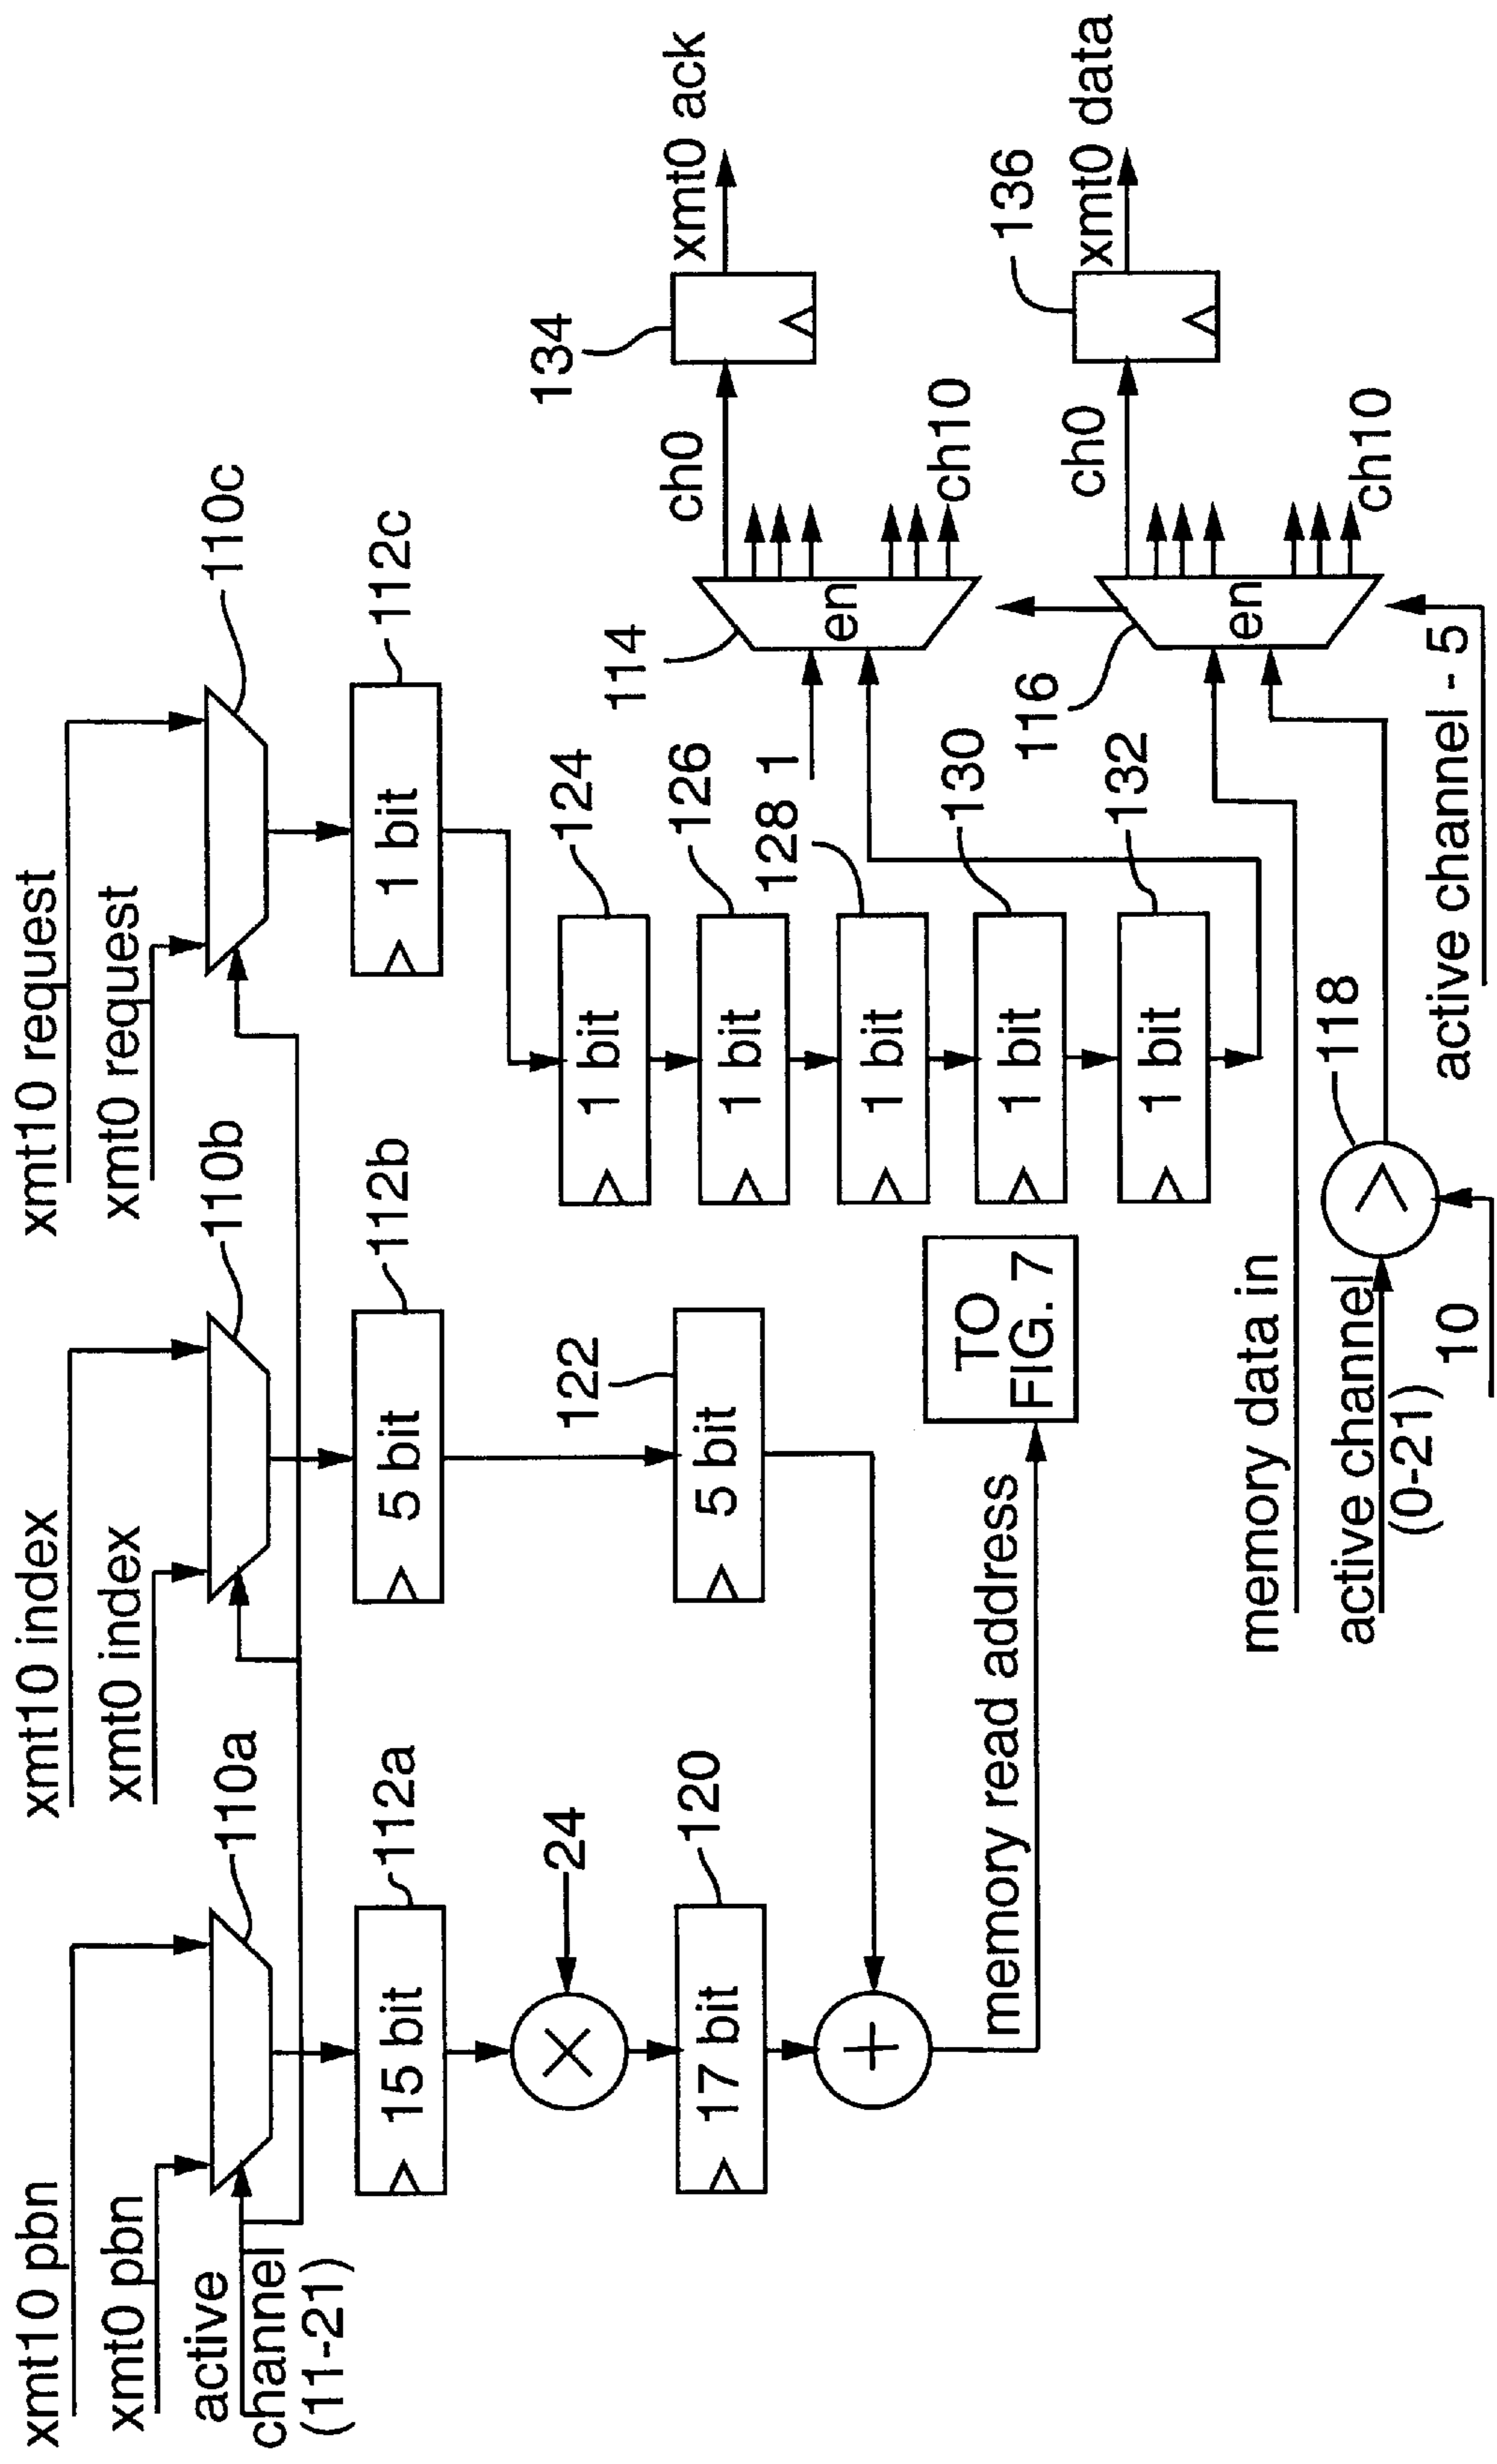 xmt10 pbn
xmt0 pbn
active
channel
(11-21)
110a
xmt10 index
xmt0 index
110b
xmt10 request
xmt0 request
110c
15 bit
112a
5 bit
112b
1 bit
112c
24
17 bit
120
5 bit
122
1 bit
124
1 bit
126
1 bit
128
1 bit
130
1 bit
132
memory read address
TO
FIG. 7
1
114
en
ch0
ch10
134
xmt0 ack
116
en
ch0
ch10
136
xmt0 data
memory data in
active channel
(0-21)
10
118
active channel - 5